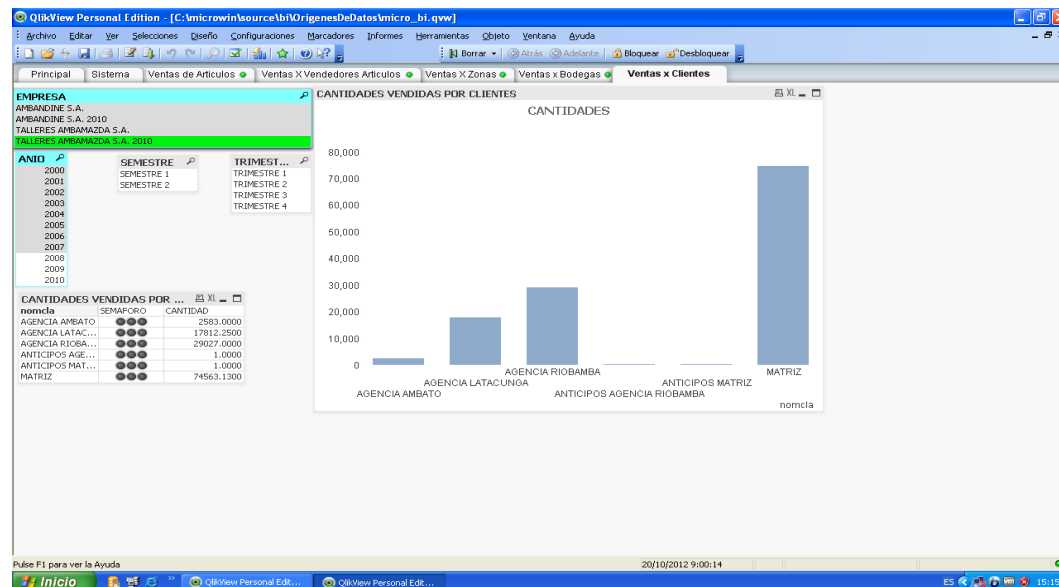 QlikView Personal Edition - [C:\microwin\source\bi\OrigenesDeDatos\micro_bi.qvw]
Archivo Editar Ver Selecciones Diseño Configuraciones Marcadores Informes Herramientas Objeto Ventana Ayuda
Borrar Atrás Adelante Bloquear Desbloquear
Principal Sistema Ventas de Articulos Ventas X Vendedores Articulos Ventas X Zonas Ventas x Bodegas Ventas x Clientes
EMPRESA
AMBANDINE S.A.
AMBANDINE S.A. 2010
TALLERES AMBAMAZDA S.A.
TALLERES AMBAMAZDA S.A. 2010
ANIO
2000
2001
2002
2003
2004
2005
2006
2007
2008
2009
2010
SEMESTRE
SEMESTRE 1
SEMESTRE 2
TRIMEST...
TRIMESTRE 1
TRIMESTRE 2
TRIMESTRE 3
TRIMESTRE 4
CANTIDADES VENDIDAS POR ... XL
nomcla SEMAFORO CANTIDAD
AGENCIA AMBATO 2583.0000
AGENCIA LATAC... 17812.2500
AGENCIA RIOBA... 29027.0000
ANTICIPOS AGE... 1.0000
ANTICIPOS MAT... 1.0000
MATRIZ 74563.1300
CANTIDADES VENDIDAS POR CLIENTES XL
CANTIDADES
80,000
70,000
60,000
50,000
40,000
30,000
20,000
10,000
0
AGENCIA RIOBAMBA MATRIZ
AGENCIA LATACUNGA ANTICIPOS MATRIZ
AGENCIA AMBATO ANTICIPOS AGENCIA RIOBAMBA
nomcla
Pulse F1 para ver la Ayuda 20/10/2012 9:00:14
Inicio QlikView Personal Edit... QlikView Personal Edit... ES 15:15